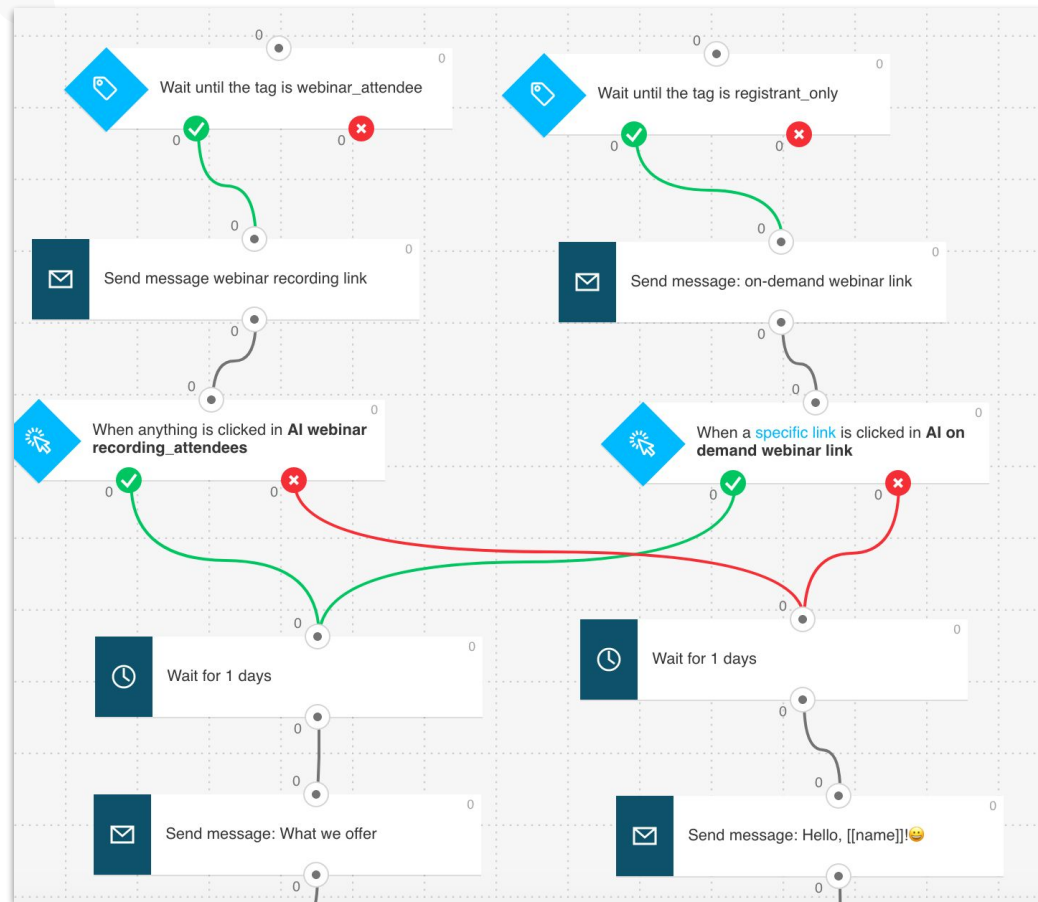 0
0
Wait until the tag is webinar_attendee
0
0
0
0
Wait until the tag is registrant_only
0
0
0
0
Send message webinar recording link
0
0
0
Send message: on-demand webinar link
0
0
0
When anything is clicked in AI webinar
recording_attendees
0
0
0
0
When a specific link is clicked in AI on
demand webinar link
0
0
0
0
Wait for 1 days
0
0
0
Wait for 1 days
0
0
0
Send message: What we offer
0
0
0
Send message: Hello, [[name]]!😀
0